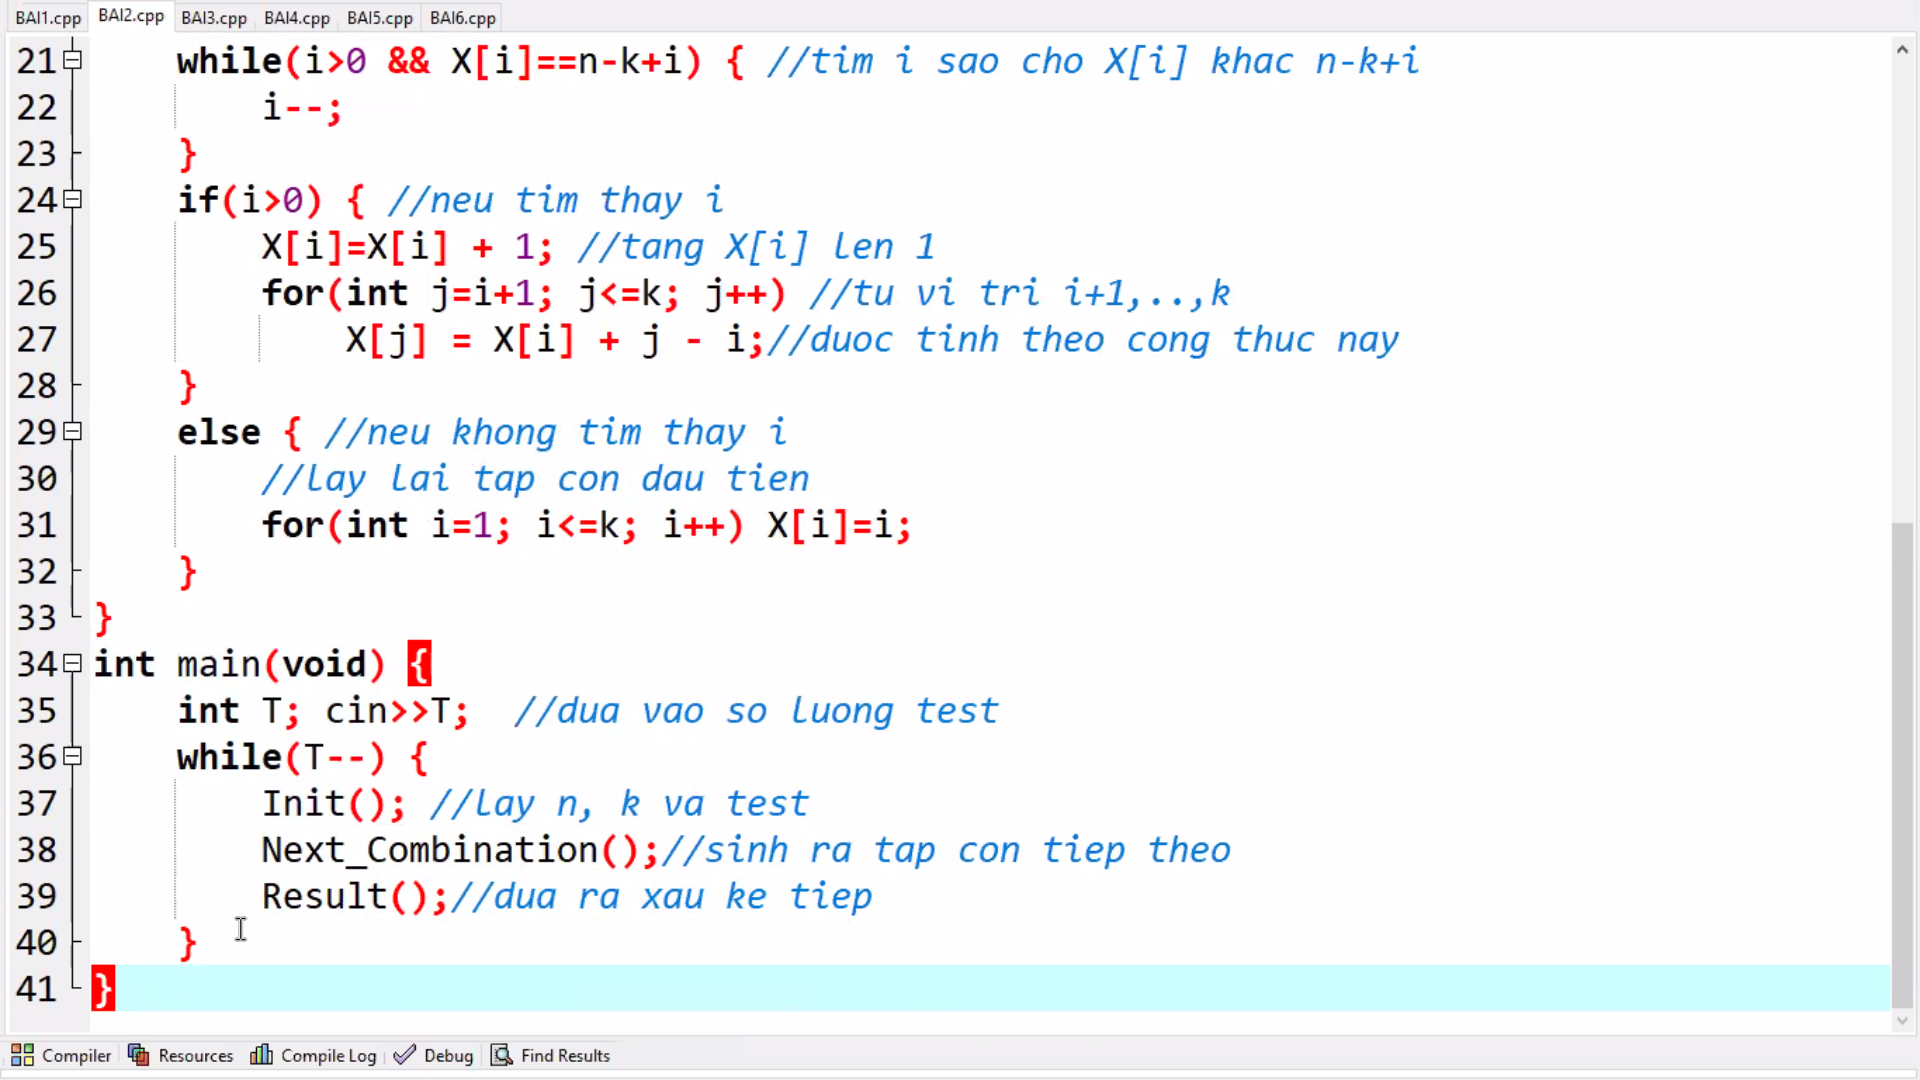 BAI1.cpp BAI2.cpp BAI3.cpp BAI4.cpp BAI5.cpp BAI6.cpp
21 while(i>0 && X[i]==n-k+i) { //tim i sao cho X[i] khac n-k+i
22 i--;
23 }
24 if(i>0) { //neu tim thay i
25 X[i]=X[i] + 1; //tang X[i] len 1
26 for(int j=i+1; j<=k; j++) //tu vi tri i+1,..,k
27 X[j] = X[i] + j - i;//duoc tinh theo cong thuc nay
28 }
29 else { //neu khong tim thay i
30 //lay lai tap con dau tien
31 for(int i=1; i<=k; i++) X[i]=i;
32 }
33 }
34 int main(void) {
35 int T; cin>>T; //dua vao so luong test
36 while(T--) {
37 Init(); //lay n, k va test
38 Next_Combination();//sinh ra tap con tiep theo
39 Result();//dua ra xau ke tiep
40 }
41 }
Compiler Resources Compile Log Debug Find Results